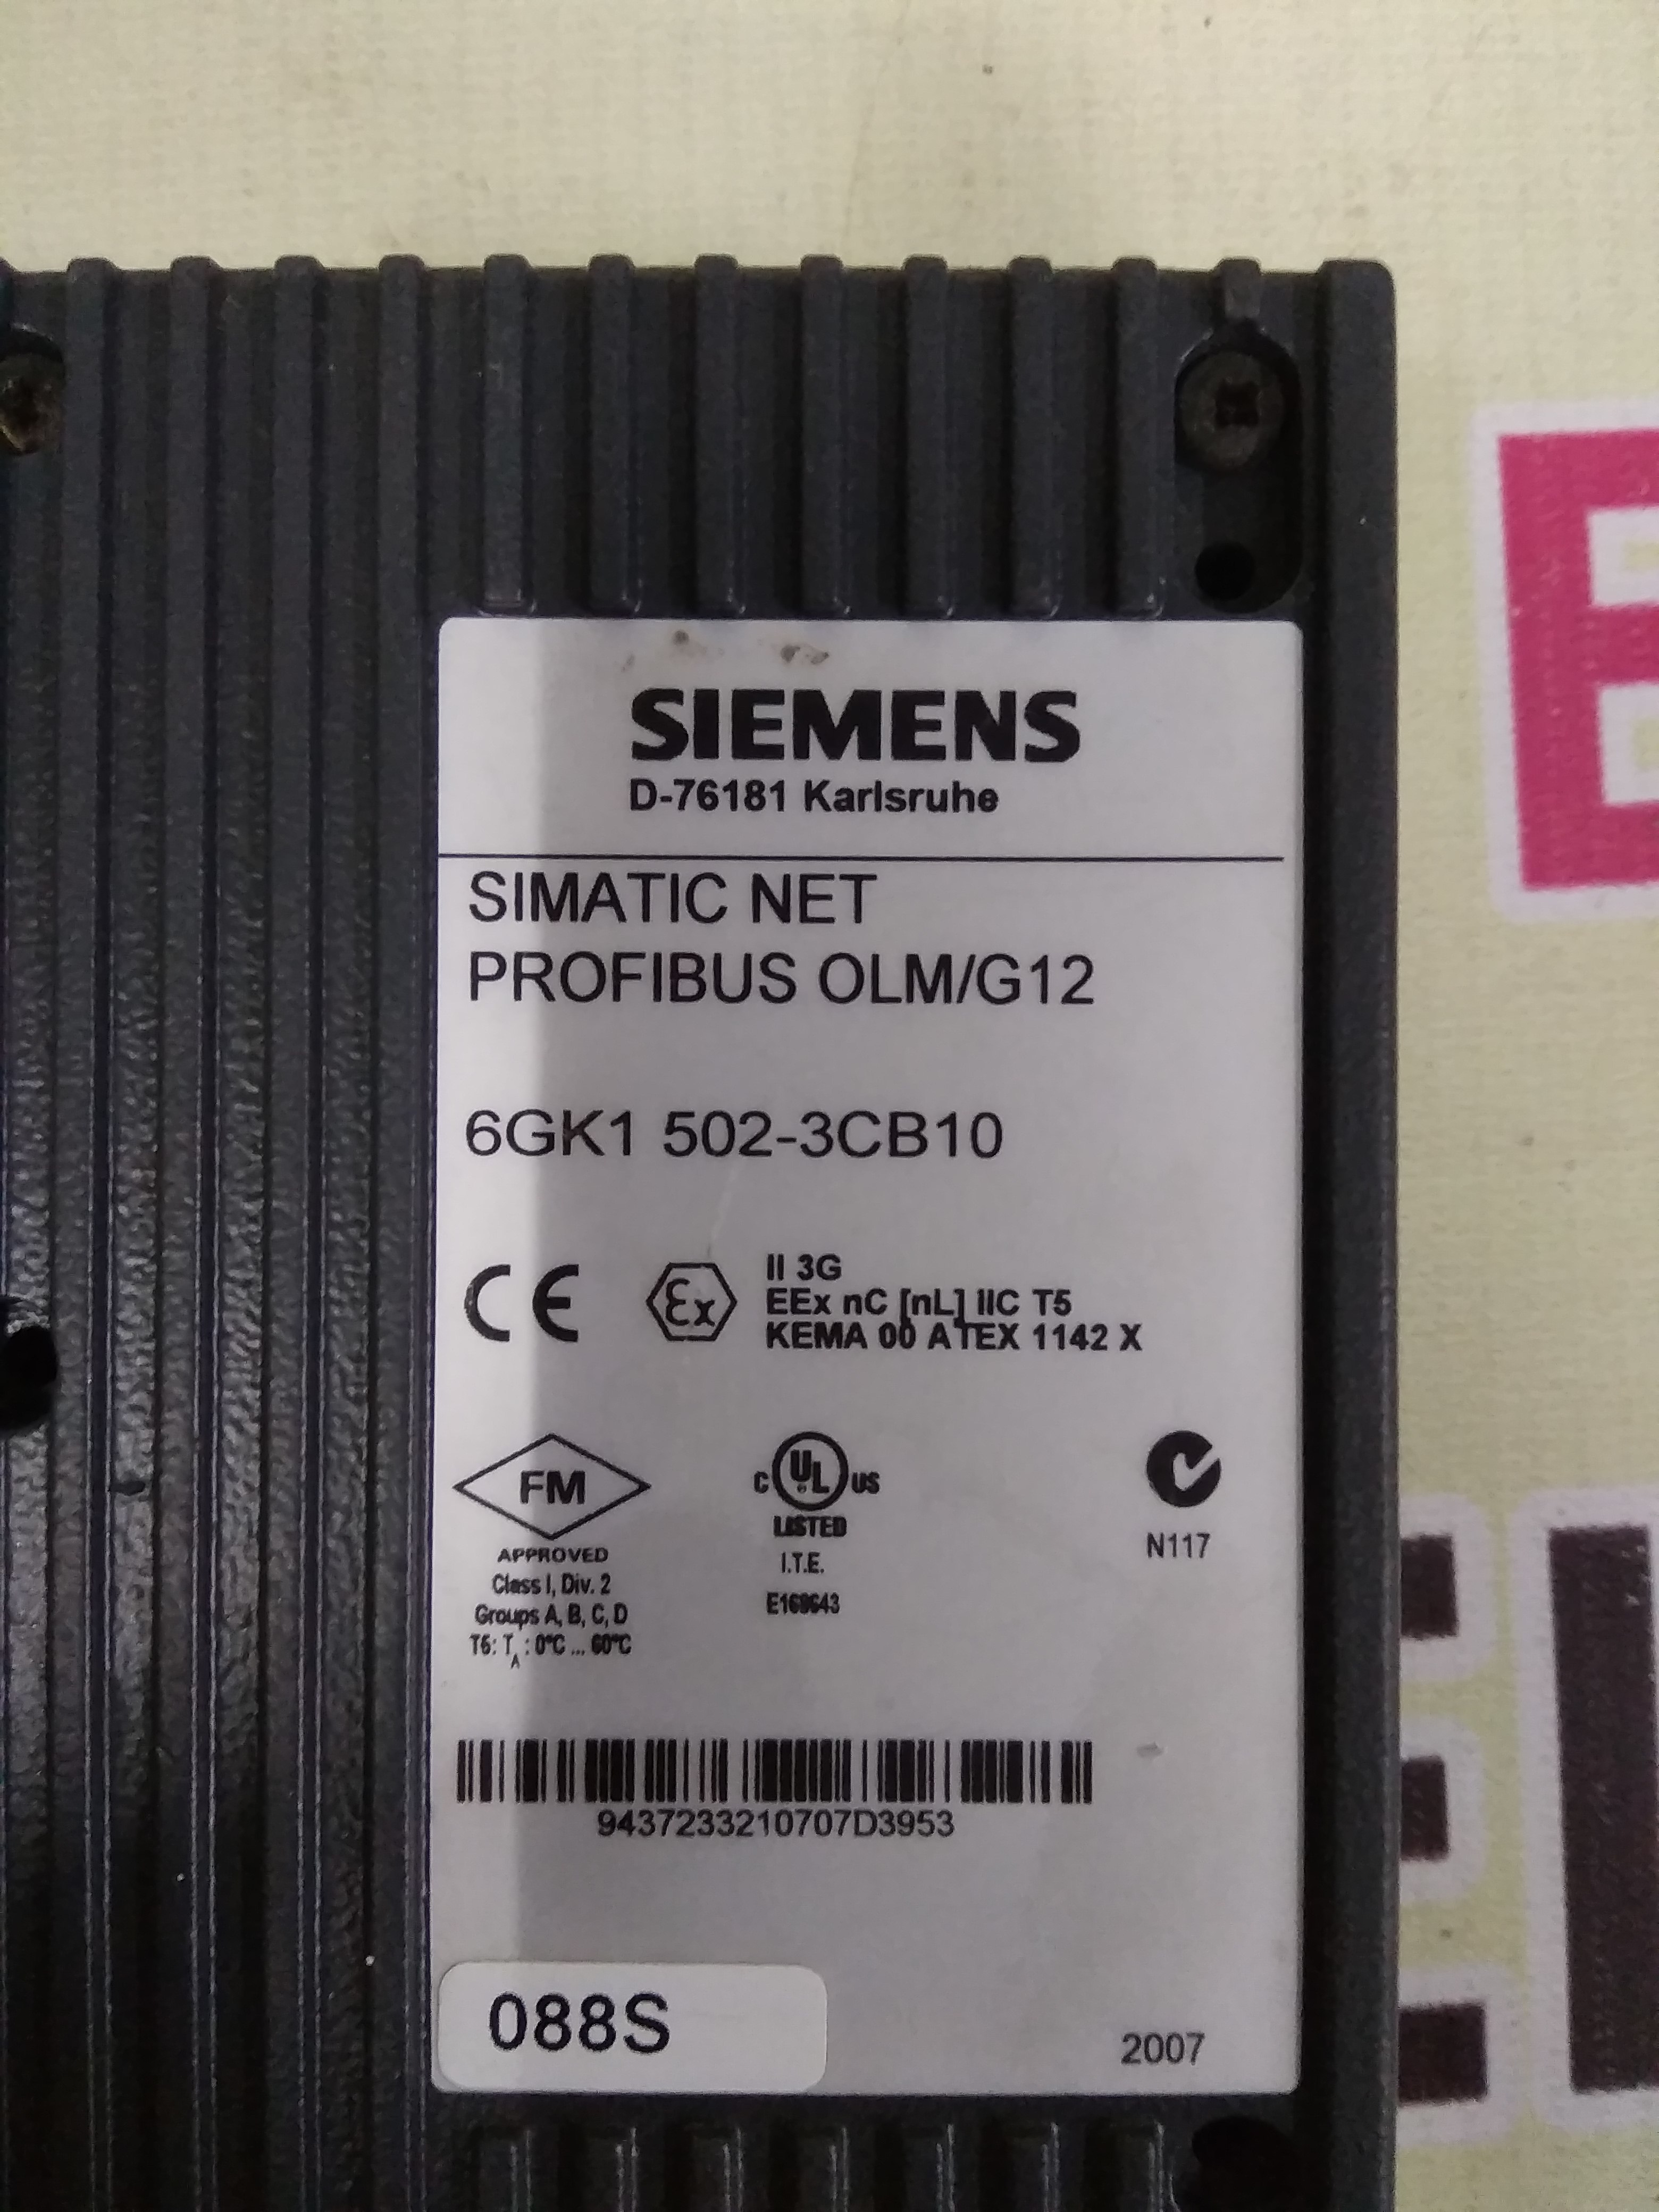 SIEMENS
D-76181 Karlsruhe
SIMATIC NET
PROFIBUS OLM/G12
6GK1 502-3CB10
CE Ex II 3G
EEx nC [nL] IIC T5
KEMA 00 ATEX 1142 X
FM
APPROVED
Class I, Div. 2
Groups A, B, C, D
T6: TA : 0°C ... 60°C
C UL US
LISTED
I.T.E.
N117
9437233210707D3953
088S
2007